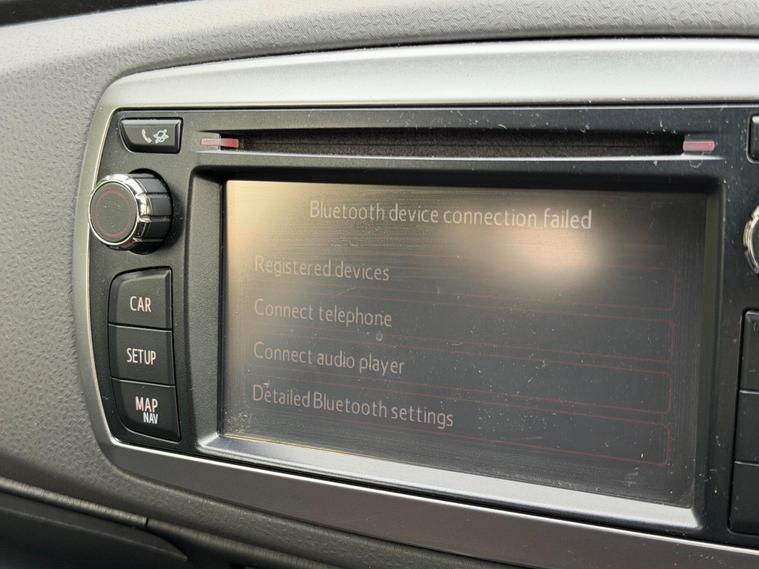 Bluetooth device connection failed
Registered devices
Connect telephone
Connect audio player
Detailed Bluetooth settings
CAR
SETUP
MAP
NAV